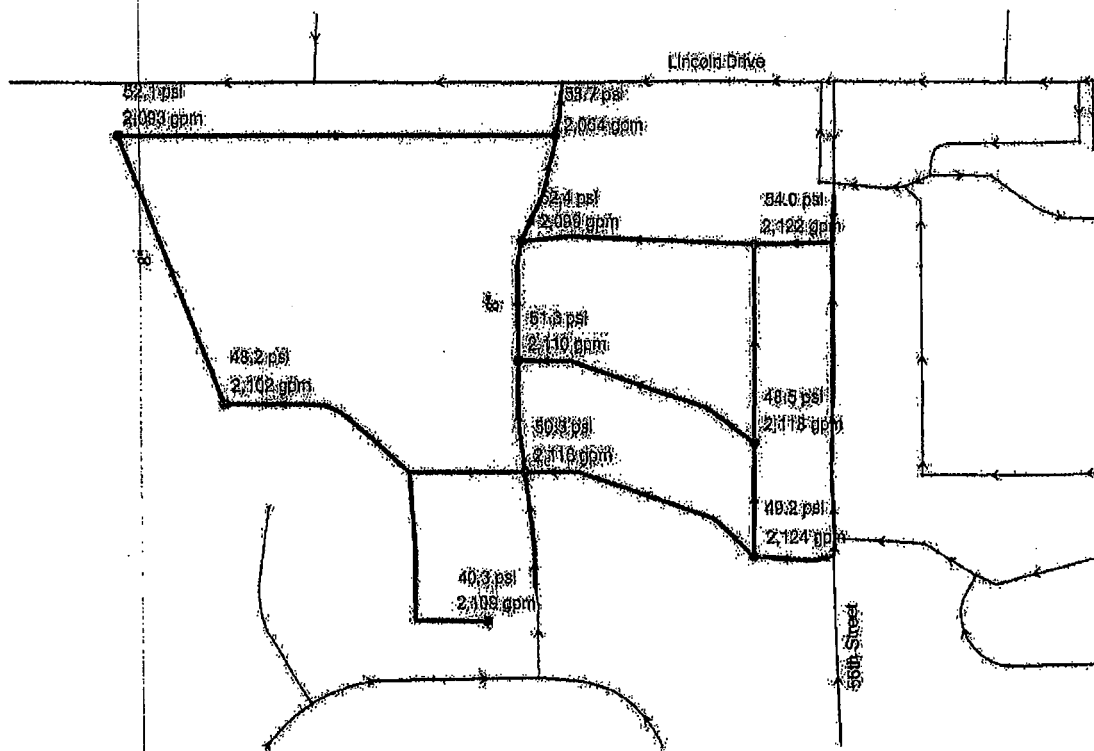 Lincoln Drive
52.1 psi
2,093 gpm
53.7 psi
2,094 gpm
52.4 psi
2,099 gpm
54.0 psi
2,122 gpm
8"
8"
51.3 psi
2,110 gpm
48.2 psi
2,102 gpm
48.5 psi
2,118 gpm
50.3 psi
49.2 psi
2,124 gpm
40.3 psi
2,109 gpm
56th Street